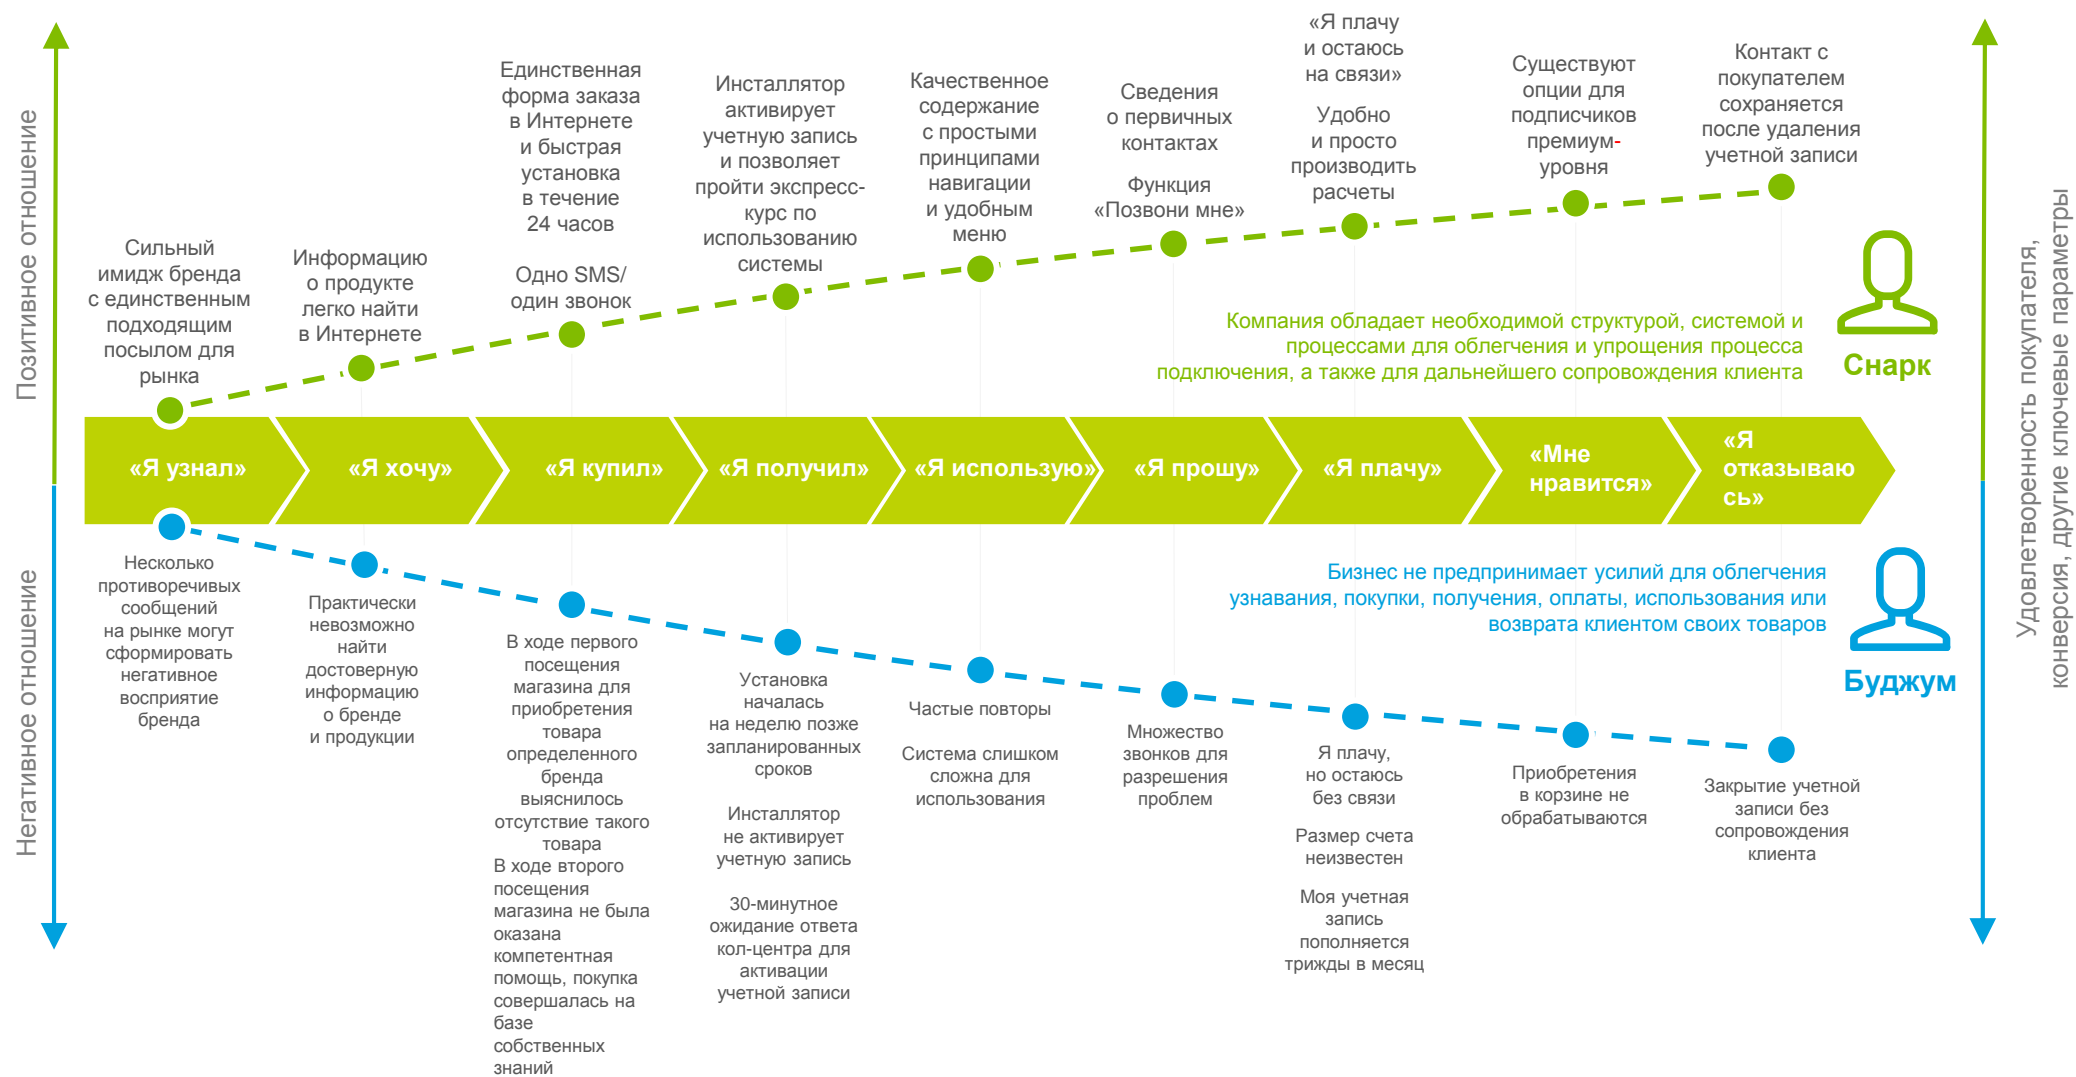 Позитивное отношение
Негативное отношение
Сильный
имидж бренда
с единственным
подходящим
посылом для
рынка
Информацию
о продукте
легко найти
в Интернете
Единственная
форма заказа
в Интернете
и быстрая
установка
в течение
24 часов
Одно SMS/
один звонок
Инсталлятор
активирует
учетную запись
и позволяет
пройти экспресс-
курс по
использованию
системы
Качественное
содержание
с простыми
принципами
навигации
и удобным
меню
Сведения
о первичных
контактах
Функция
«Позвони мне»
«Я плачу
и остаюсь
на связи»
Удобно
и просто
производить
расчеты
Существуют
опции для
подписчиков
премиум-
уровня
Контакт с
покупателем
сохраняется
после удаления
учетной записи
Компания обладает необходимой структурой, системой и
процессами для облегчения и упрощения процесса
подключения, а также для дальнейшего сопровождения клиента
Снарк
«Я узнал»
«Я хочу»
«Я купил»
«Я получил»
«Я использую»
«Я прошу»
«Я плачу»
«Мне
нравится»
«Я
отказываю
сь»
Бизнес не предпринимает усилий для облегчения
узнавания, покупки, получения, оплаты, использования или
возврата клиентом своих товаров
Буджум
Несколько
противоречивых
сообщений
на рынке могут
сформировать
негативное
восприятие
бренда
Практически
невозможно
найти
достоверную
информацию
о бренде
и продукции
В ходе первого
посещения
магазина для
приобретения
товара
определенного
бренда
выяснилось
отсутствие такого
товара
В ходе второго
посещения
магазина не была
оказана
компетентная
помощь, покупка
совершалась на
базе
собственных
знаний
Установка
началась
на неделю позже
запланированных
сроков
Инсталлятор
не активирует
учетную запись
30-минутное
ожидание ответа
кол-центра для
активации
учетной записи
Частые повторы
Система слишком
сложна для
использования
Множество
звонков для
разрешения
проблем
Я плачу,
но остаюсь
без связи
Размер счета
неизвестен
Моя учетная
запись
пополняется
трижды в месяц
Приобретения
в корзине не
обрабатываются
Закрытие учетной
записи без
сопровождения
клиента
Удовлетворенность покупателя,
конверсия, другие ключевые параметры